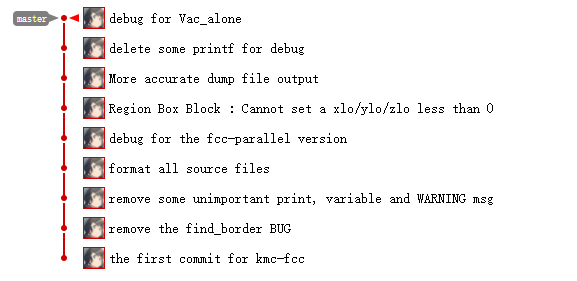 master
debug for Vac_alone
delete some printf for debug
More accurate dump file output
Region Box Block : Cannot set a xlo/ylo/zlo less than 0
debug for the fcc-parallel version
format all source files
remove some unimportant print, variable and WARNING msg
remove the find_border BUG
the first commit for kmc-fcc